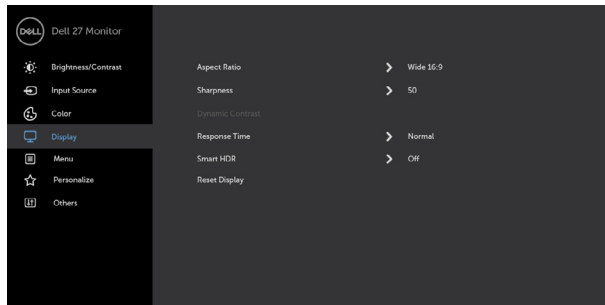 DELL Dell 27 Monitor
Brightness/Contrast
Input Source
Color
Display
Menu
Personalize
Others
Aspect Ratio Wide 16:9
Sharpness 50
Dynamic Contrast
Response Time Normal
Smart HDR Off
Reset Display